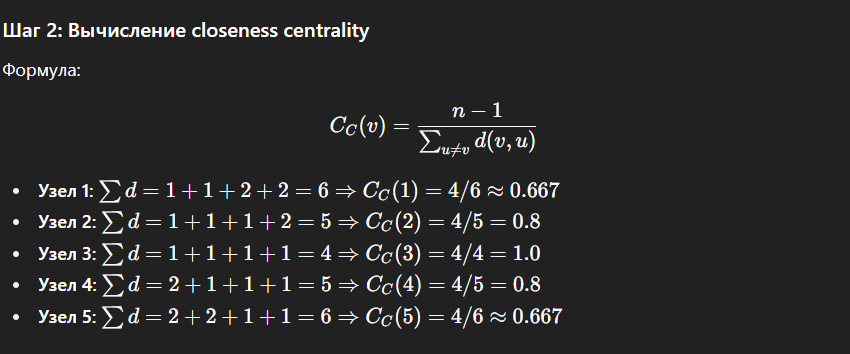 Шаг 2: Вычисление closeness centrality
Формула:
C_C(v) = \frac{n − 1}{∑_{u≠v} d(v, u)}
• Узел 1: ∑ d = 1 + 1 + 2 + 2 = 6 ⇒ C_C(1) = 4/6 ≈ 0.667
• Узел 2: ∑ d = 1 + 1 + 1 + 2 = 5 ⇒ C_C(2) = 4/5 = 0.8
• Узел 3: ∑ d = 1 + 1 + 1 + 1 = 4 ⇒ C_C(3) = 4/4 = 1.0
• Узел 4: ∑ d = 2 + 1 + 1 + 1 = 5 ⇒ C_C(4) = 4/5 = 0.8
• Узел 5: ∑ d = 2 + 2 + 1 + 1 = 6 ⇒ C_C(5) = 4/6 ≈ 0.667